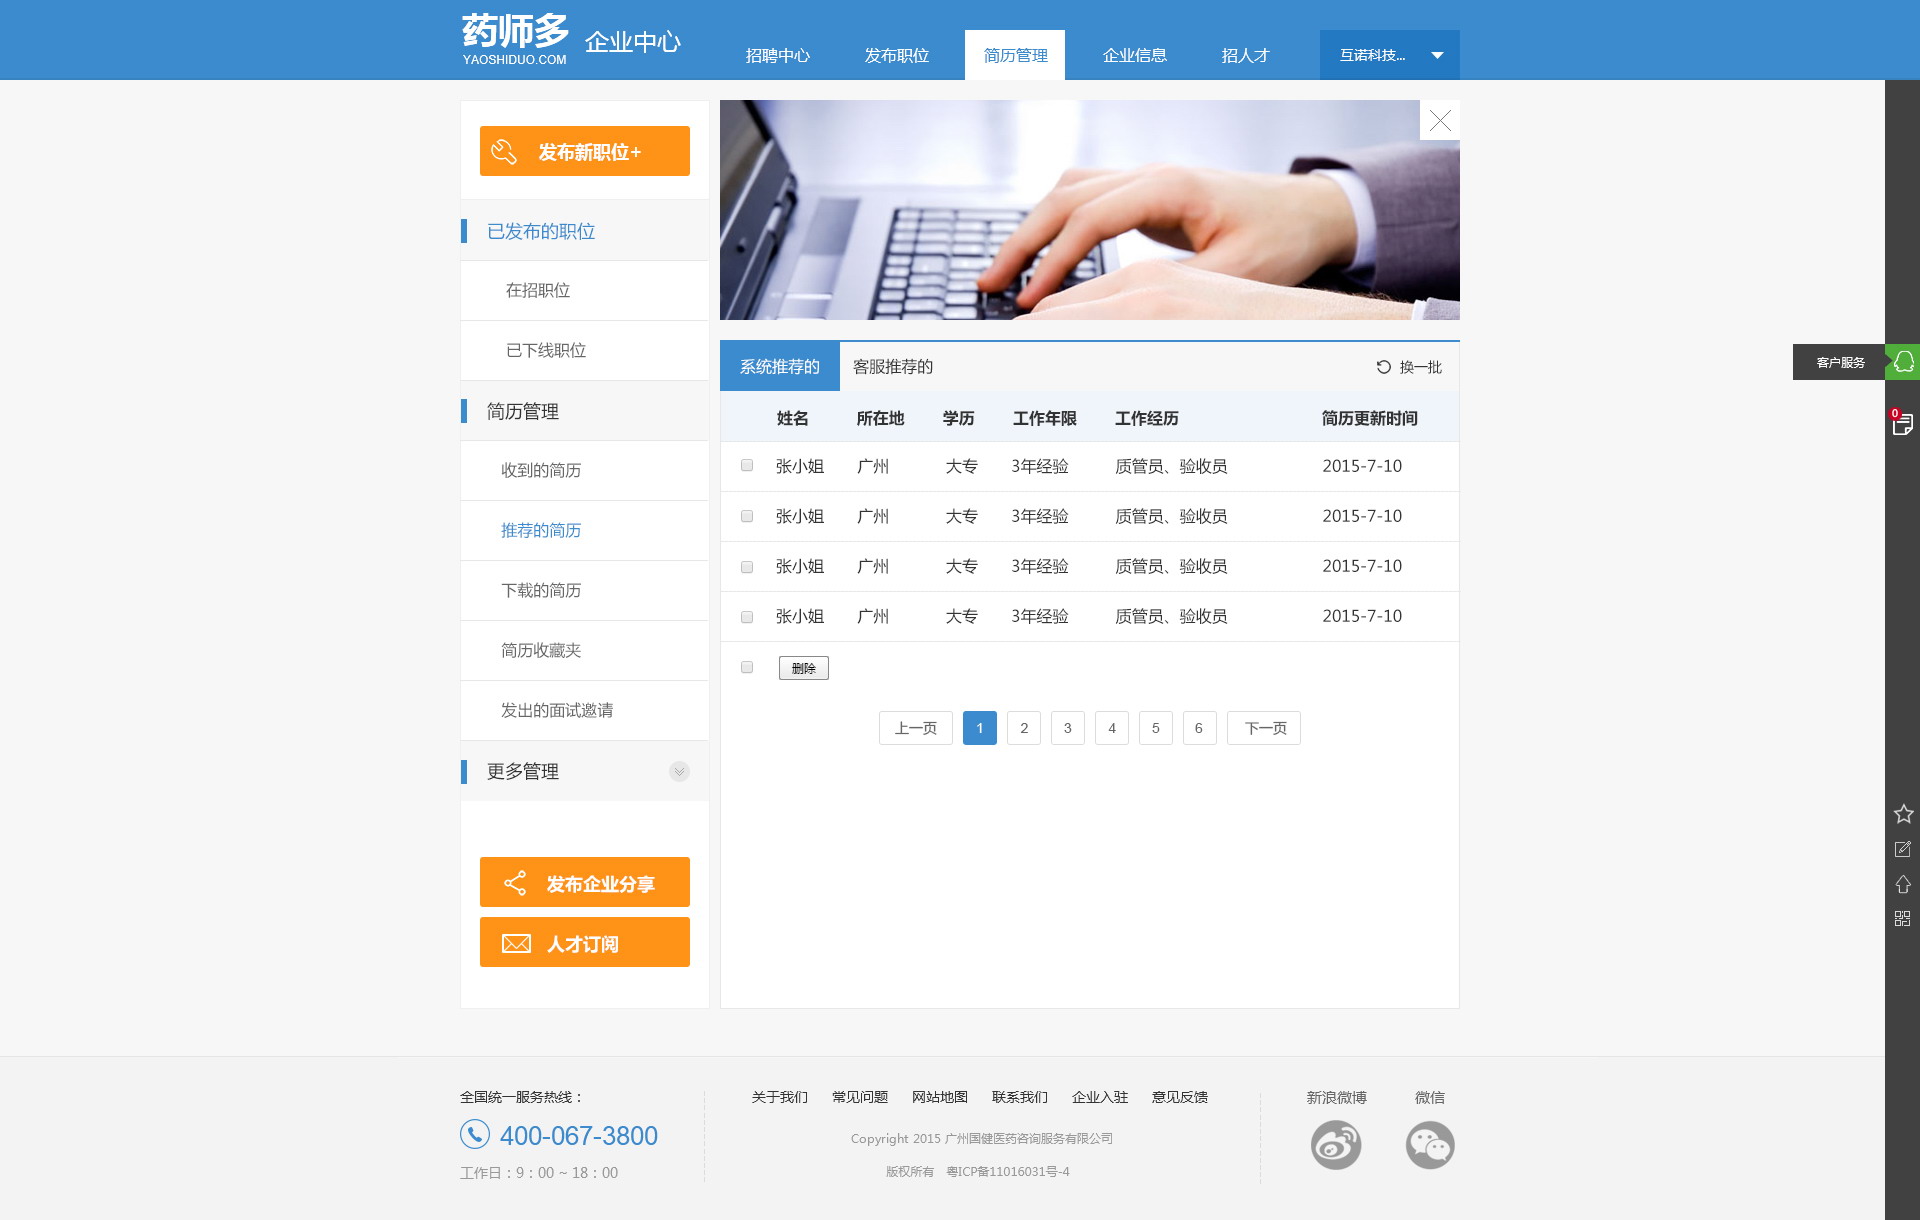 药师多
YAOSHIDUO.COM
企业中心
招聘中心
发布职位
简历管理
企业信息
招人才
互诺科技...
发布新职位+
已发布的职位
在招职位
已下线职位
简历管理
收到的简历
推荐的简历
下载的简历
简历收藏夹
发出的面试邀请
更多管理
发布企业分享
人才订阅
系统推荐的
客服推荐的
换一批
姓名 所在地 学历 工作年限 工作经历 简历更新时间
张小姐 广州 大专 3年经验 质管员、验收员 2015-7-10
张小姐 广州 大专 3年经验 质管员、验收员 2015-7-10
张小姐 广州 大专 3年经验 质管员、验收员 2015-7-10
张小姐 广州 大专 3年经验 质管员、验收员 2015-7-10
删除
上一页 1 2 3 4 5 6 下一页
客户服务
0
全国统一服务热线：
400-067-3800
工作日：9：00 ~ 18：00
关于我们 常见问题 网站地图 联系我们 企业入驻 意见反馈
Copyright 2015 广州国健医药咨询服务有限公司
版权所有 粤ICP备11016031号-4
新浪微博
微信